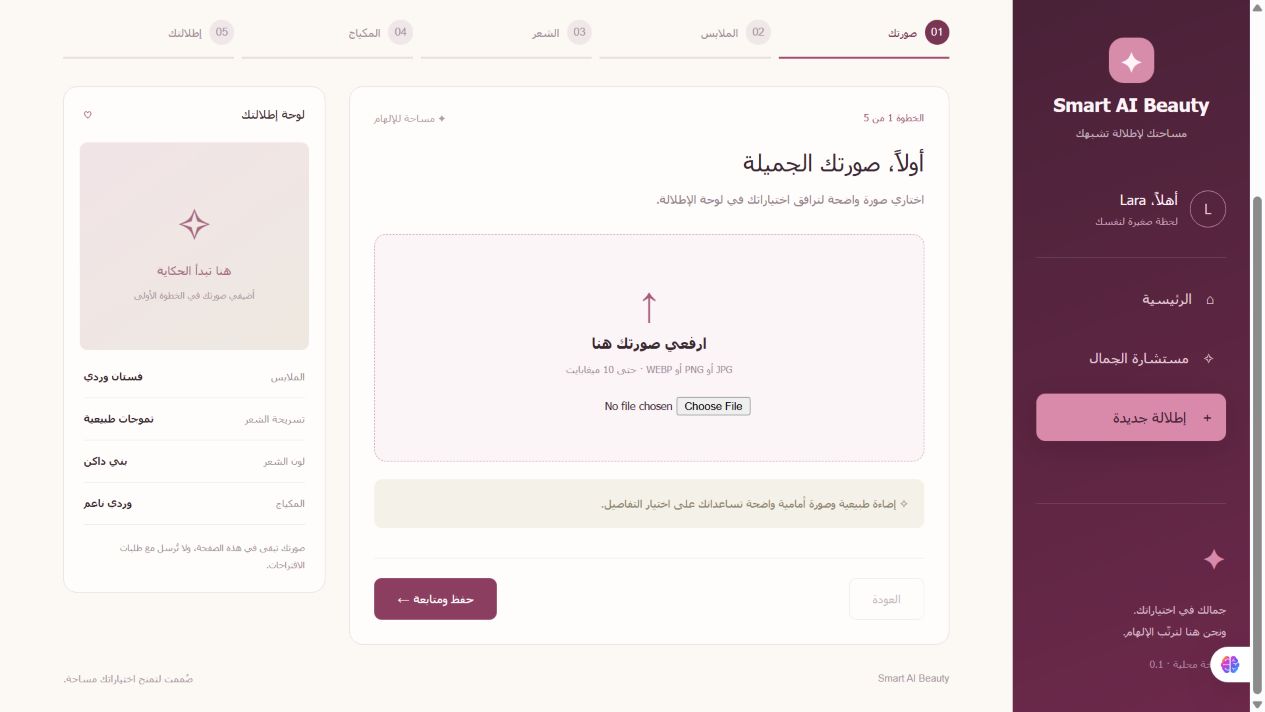 Smart AI Beauty
مساحتك لإطلالة تشبهك
L
أهلاً، Lara
لحظة صغيرة لنفسك
الرئيسية
مستشارة الجمال
+ إطلالة جديدة
جمالك في اختياراتك.
ونحن هنا لنرتّب الإلهام.
محلية · 0.1
01 صورتك
02 الملابس
03 الشعر
04 المكياج
05 إطلالتك
الخطوة 1 من 5
✦ مساحة للإلهام
أولاً، صورتك الجميلة
اختاري صورة واضحة لترافق اختياراتك في لوحة الإطلالة.
↑
ارفعي صورتك هنا
JPG أو PNG أو WEBP · حتى 10 ميغابايت
Choose File No file chosen
✧ إضاءة طبيعية وصورة أمامية واضحة تساعدانك على اختيار التفاصيل.
العودة
حفظ ومتابعة ←
لوحة إطلالتك
♡
هنا تبدأ الحكاية
أضيفي صورتك في الخطوة الأولى
الملابس فستان وردي
تسريحة الشعر تموجات طبيعية
لون الشعر بني داكن
المكياج وردي ناعم
صورتك تبقى في هذه الصفحة، ولا تُرسل مع طلبات
الاقتراحات.
Smart AI Beauty
صُممت لتمنح اختياراتك مساحة.